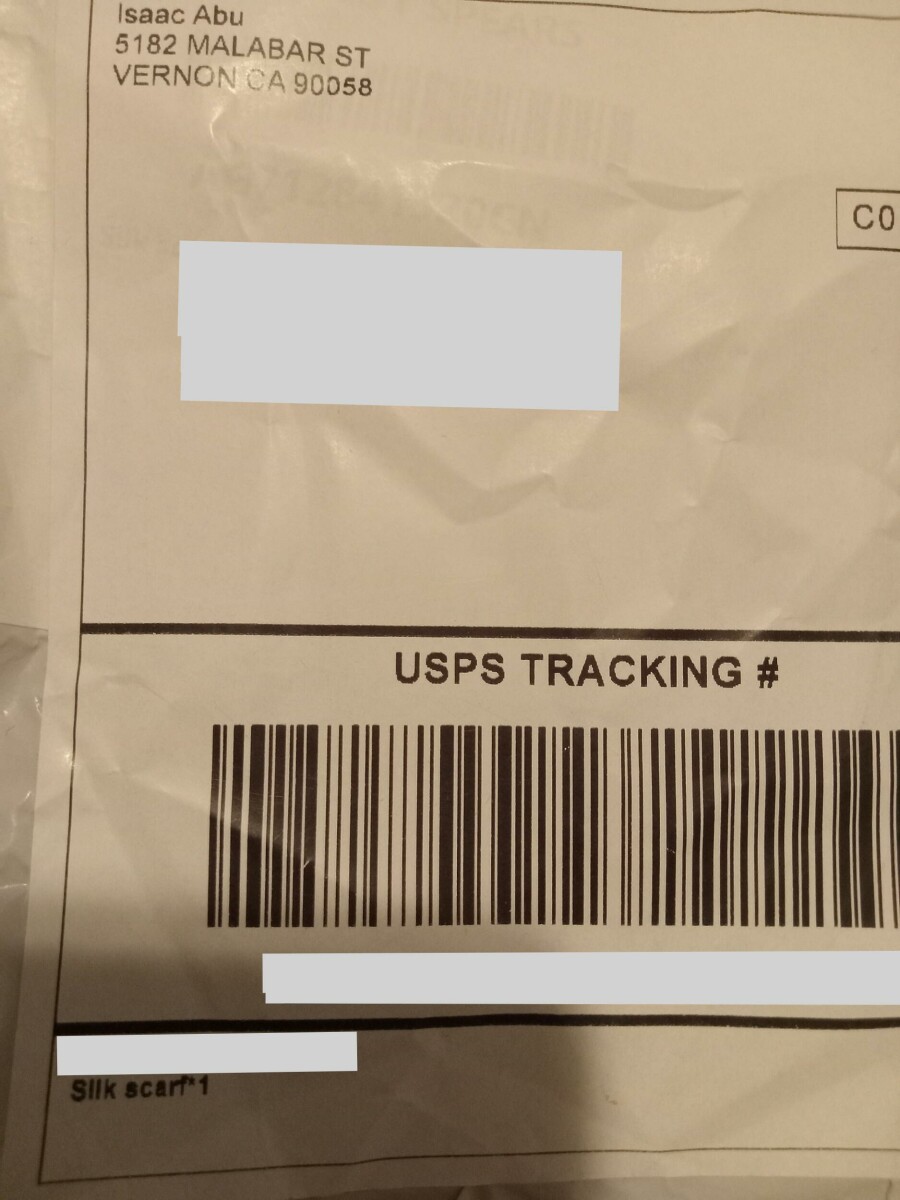 Isaac Abu
5182 MALABAR ST
VERNON CA 90058
C0
USPS TRACKING #
Silk scarf*1